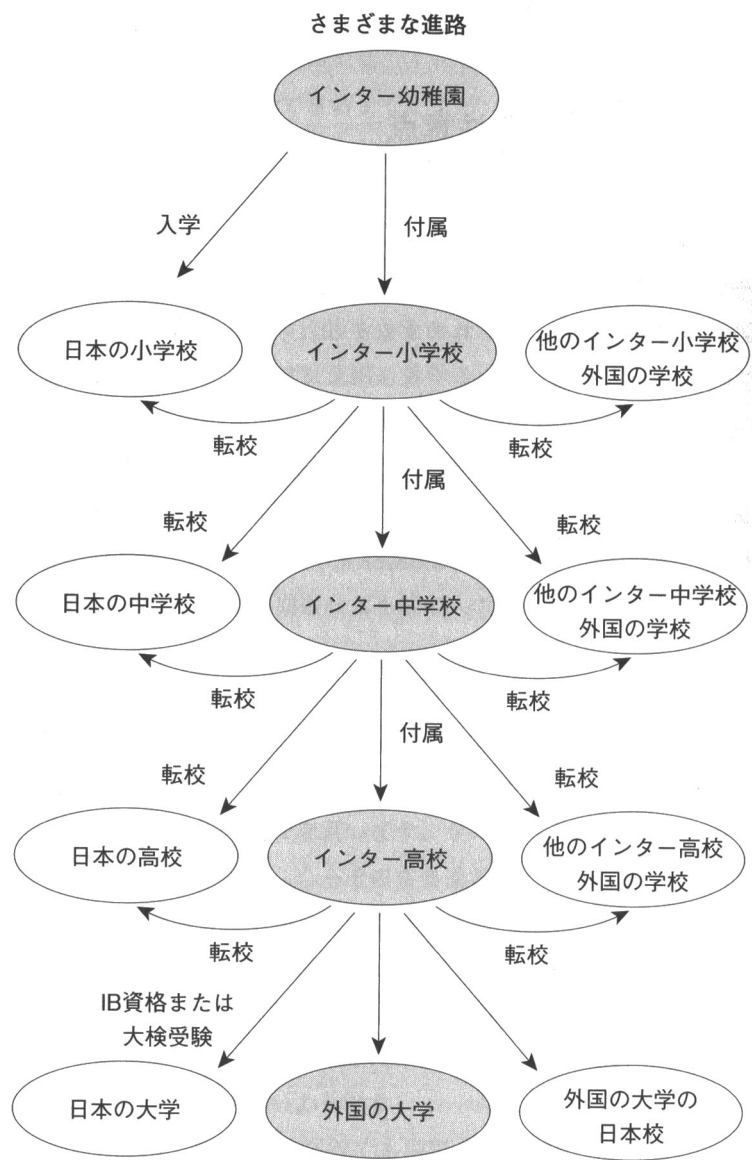 さまざまな進路
インター幼稚園
入学
付属
日本の小学校
インター小学校
他のインター小学校
外国の学校
転校
転校
付属
転校
転校
日本の中学校
インター中学校
他のインター中学校
外国の学校
転校
転校
付属
転校
転校
日本の高校
インター高校
他のインター高校
外国の学校
転校
転校
IB資格または
大検受験
日本の大学
外国の大学
外国の大学の
日本校